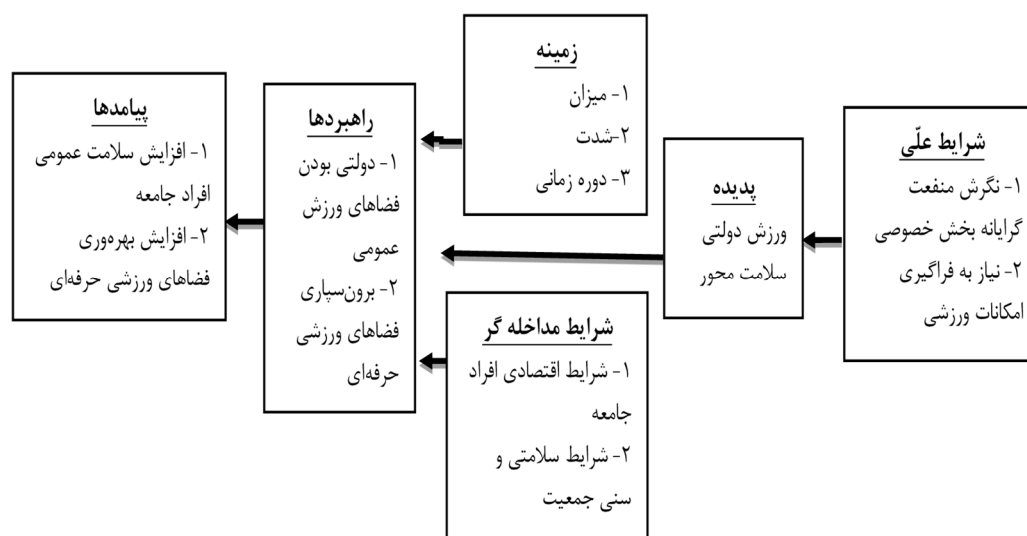 شرایط علّی
۱- نگرش منفعت
گرایانه بخش خصوصی
۲- نیاز به فراگیری
امکانات ورزشی
پدیده
ورزش دولتی
سلامت محور
زمینه
۱- میزان
۲-شدت
۳- دوره زمانی
شرایط مداخله گر
۱- شرایط اقتصادی افراد
جامعه
۲- شرایط سلامتی و
سنی جمعیت
راهبردها
۱- دولتی بودن
فضاهای ورزش
عمومی
۲- برون‌سپاری
فضاهای ورزشی
حرفه‌ای
پیامدها
۱- افزایش سلامت عمومی
افراد جامعه
۲- افزایش بهره‌وری
فضاهای ورزشی حرفه‌ای